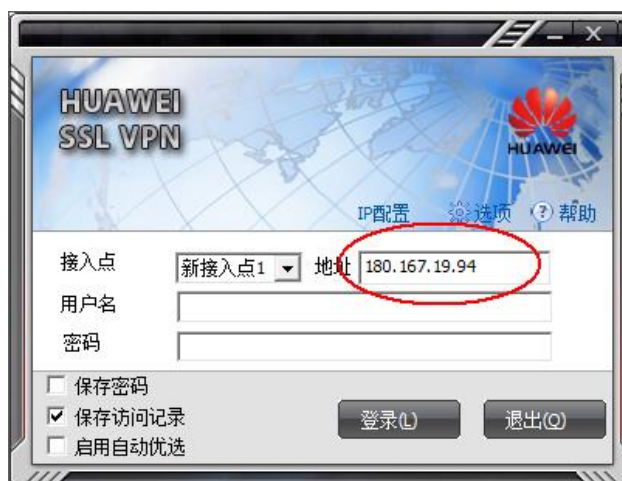 HUAWEI
SSL VPN
HUAWEI
IP配置 选项 帮助
接入点 新接入点1 地址 180.167.19.94
用户名
密码
保存密码
保存访问记录
启用自动优选
登录(L) 退出(Q)